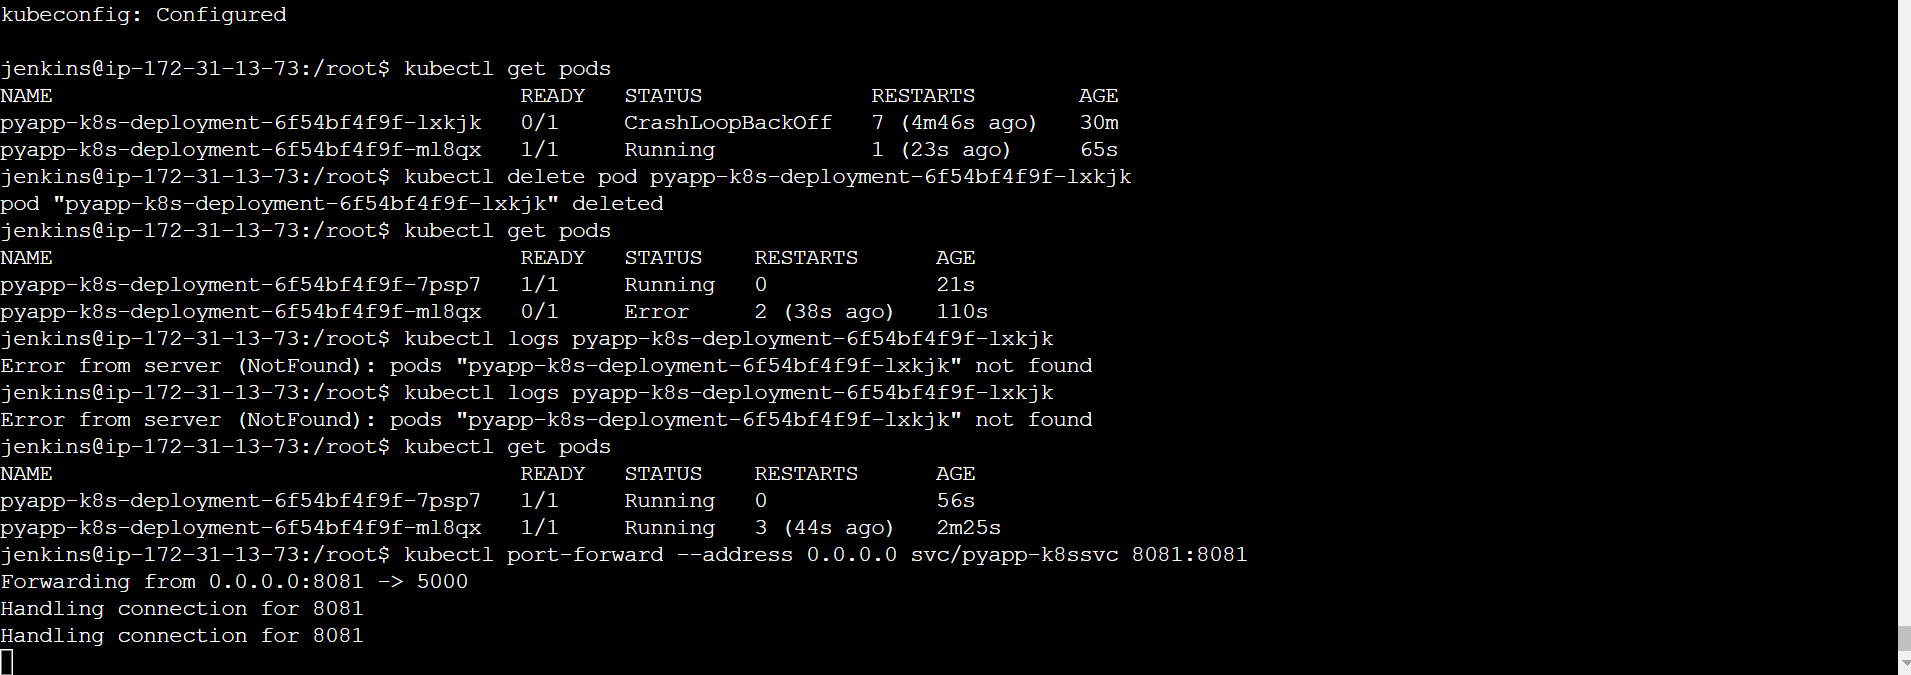 kubeconfig: Configured
jenkins@ip-172-31-13-73:/root$ kubectl get pods
NAME                                    READY   STATUS             RESTARTS        AGE
pyapp-k8s-deployment-6f54bf4f9f-lxkjk   0/1     CrashLoopBackOff   7 (4m46s ago)   30m
pyapp-k8s-deployment-6f54bf4f9f-ml8qx   1/1     Running            1 (23s ago)     65s
jenkins@ip-172-31-13-73:/root$ kubectl delete pod pyapp-k8s-deployment-6f54bf4f9f-lxkjk
pod "pyapp-k8s-deployment-6f54bf4f9f-lxkjk" deleted
jenkins@ip-172-31-13-73:/root$ kubectl get pods
NAME                                    READY   STATUS    RESTARTS      AGE
pyapp-k8s-deployment-6f54bf4f9f-7psp7   1/1     Running   0             21s
pyapp-k8s-deployment-6f54bf4f9f-ml8qx   0/1     Error     2 (38s ago)   110s
jenkins@ip-172-31-13-73:/root$ kubectl logs pyapp-k8s-deployment-6f54bf4f9f-lxkjk
Error from server (NotFound): pods "pyapp-k8s-deployment-6f54bf4f9f-lxkjk" not found
jenkins@ip-172-31-13-73:/root$ kubectl logs pyapp-k8s-deployment-6f54bf4f9f-lxkjk
Error from server (NotFound): pods "pyapp-k8s-deployment-6f54bf4f9f-lxkjk" not found
jenkins@ip-172-31-13-73:/root$ kubectl get pods
NAME                                    READY   STATUS    RESTARTS      AGE
pyapp-k8s-deployment-6f54bf4f9f-7psp7   1/1     Running   0             56s
pyapp-k8s-deployment-6f54bf4f9f-ml8qx   1/1     Running   3 (44s ago)   2m25s
jenkins@ip-172-31-13-73:/root$ kubectl port-forward --address 0.0.0.0 svc/pyapp-k8ssvc 8081:8081
Forwarding from 0.0.0.0:8081 -> 5000
Handling connection for 8081
Handling connection for 8081